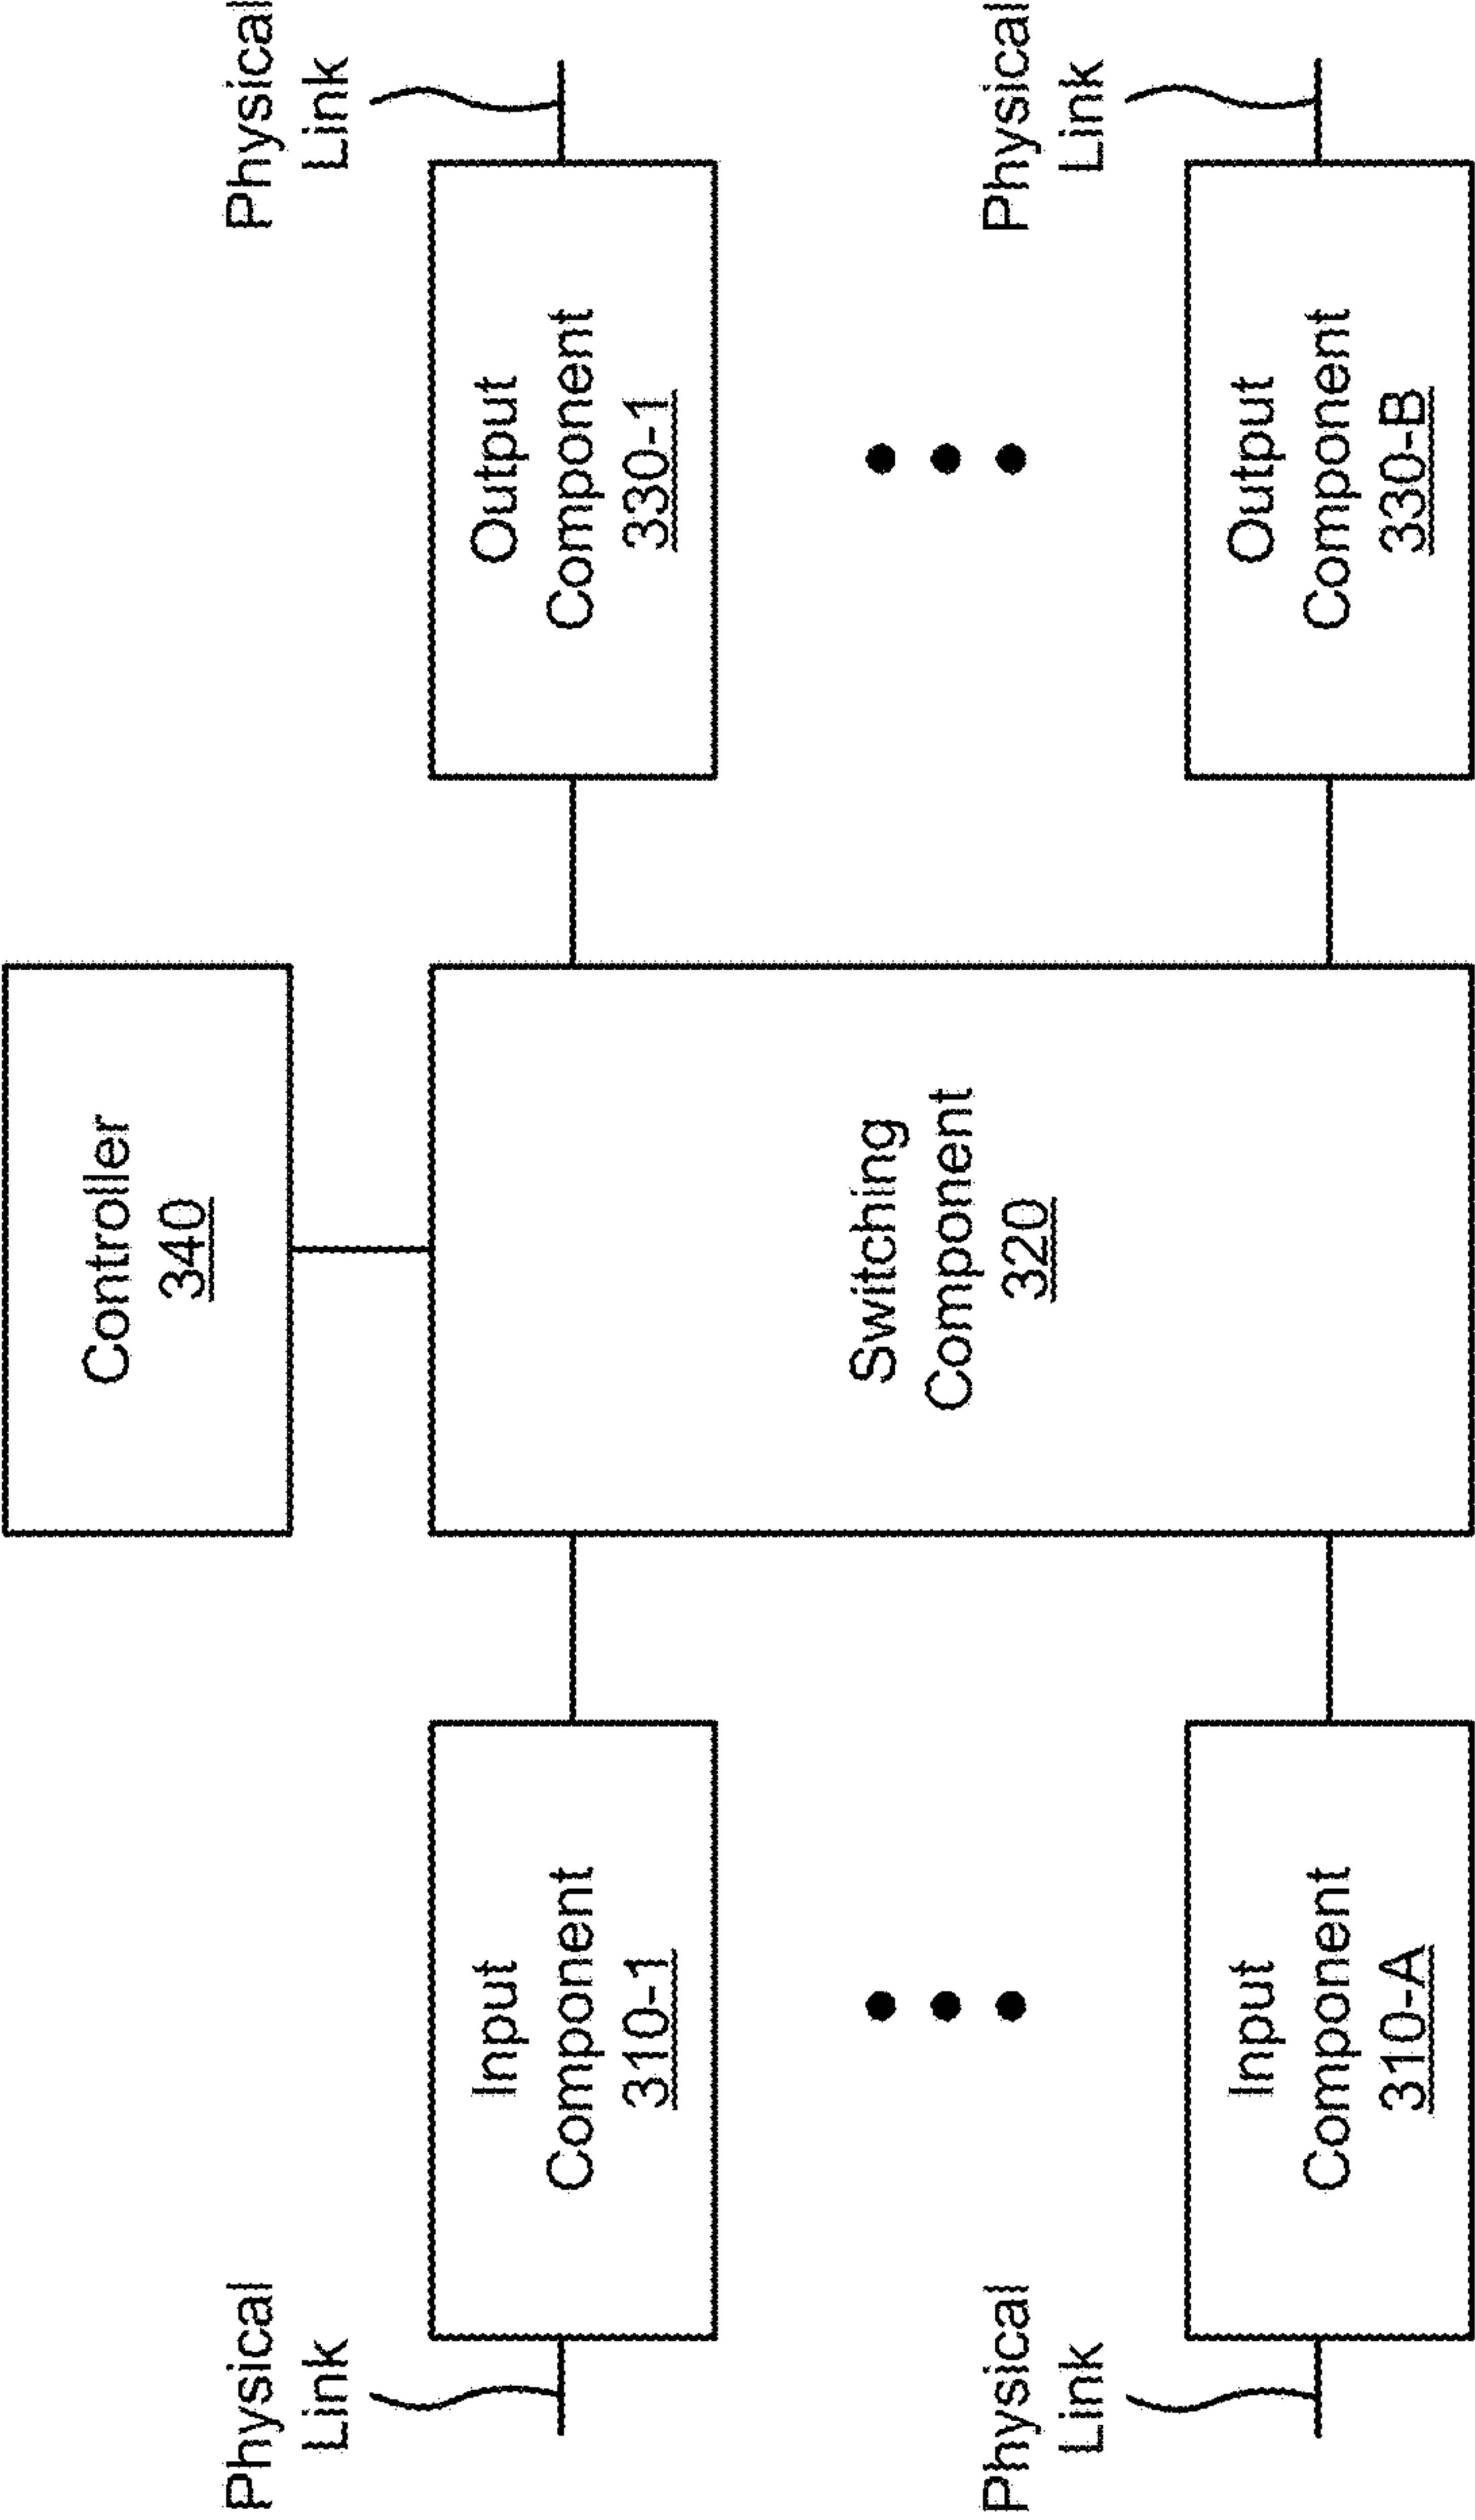 Controller
340
Physical
Link
Input
Component
310-1
Switching
Component
320
Output
Component
330-1
Physical
Link
Physical
Link
Input
Component
310-A
Output
Component
330-B
Physical
Link